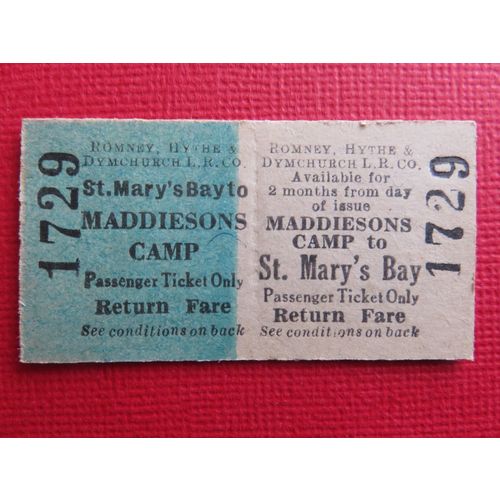 1729
ROMNEY, HYTHE &
DYMCHURCH L.R. CO.
St. Mary's Bay to
MADDIESONS
CAMP
Passenger Ticket Only
Return Fare
See conditions on back
ROMNEY, HYTHE &
DYMCHURCH L.R. CO.
Available for
2 months from day
of issue
MADDIESONS
CAMP to
St. Mary's Bay
Passenger Ticket Only
Return Fare
See conditions on back
1729